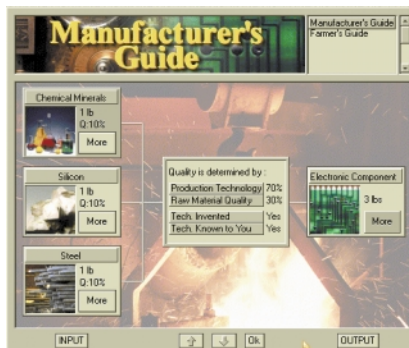 Manufacturer's
Guide
Manufacturer's Guide
Farmer's Guide
Chemical Minerals
1 lb
Q:10%
More
Silicon
1 lb
Q:10%
More
Steel
1 lb
Q:10%
More
Quality is determined by :
Production Technology 70%
Raw Material Quality 30%
Tech. Invented Yes
Tech. Known to You Yes
Electronic Component
3 lbs
More
INPUT
Ok
OUTPUT